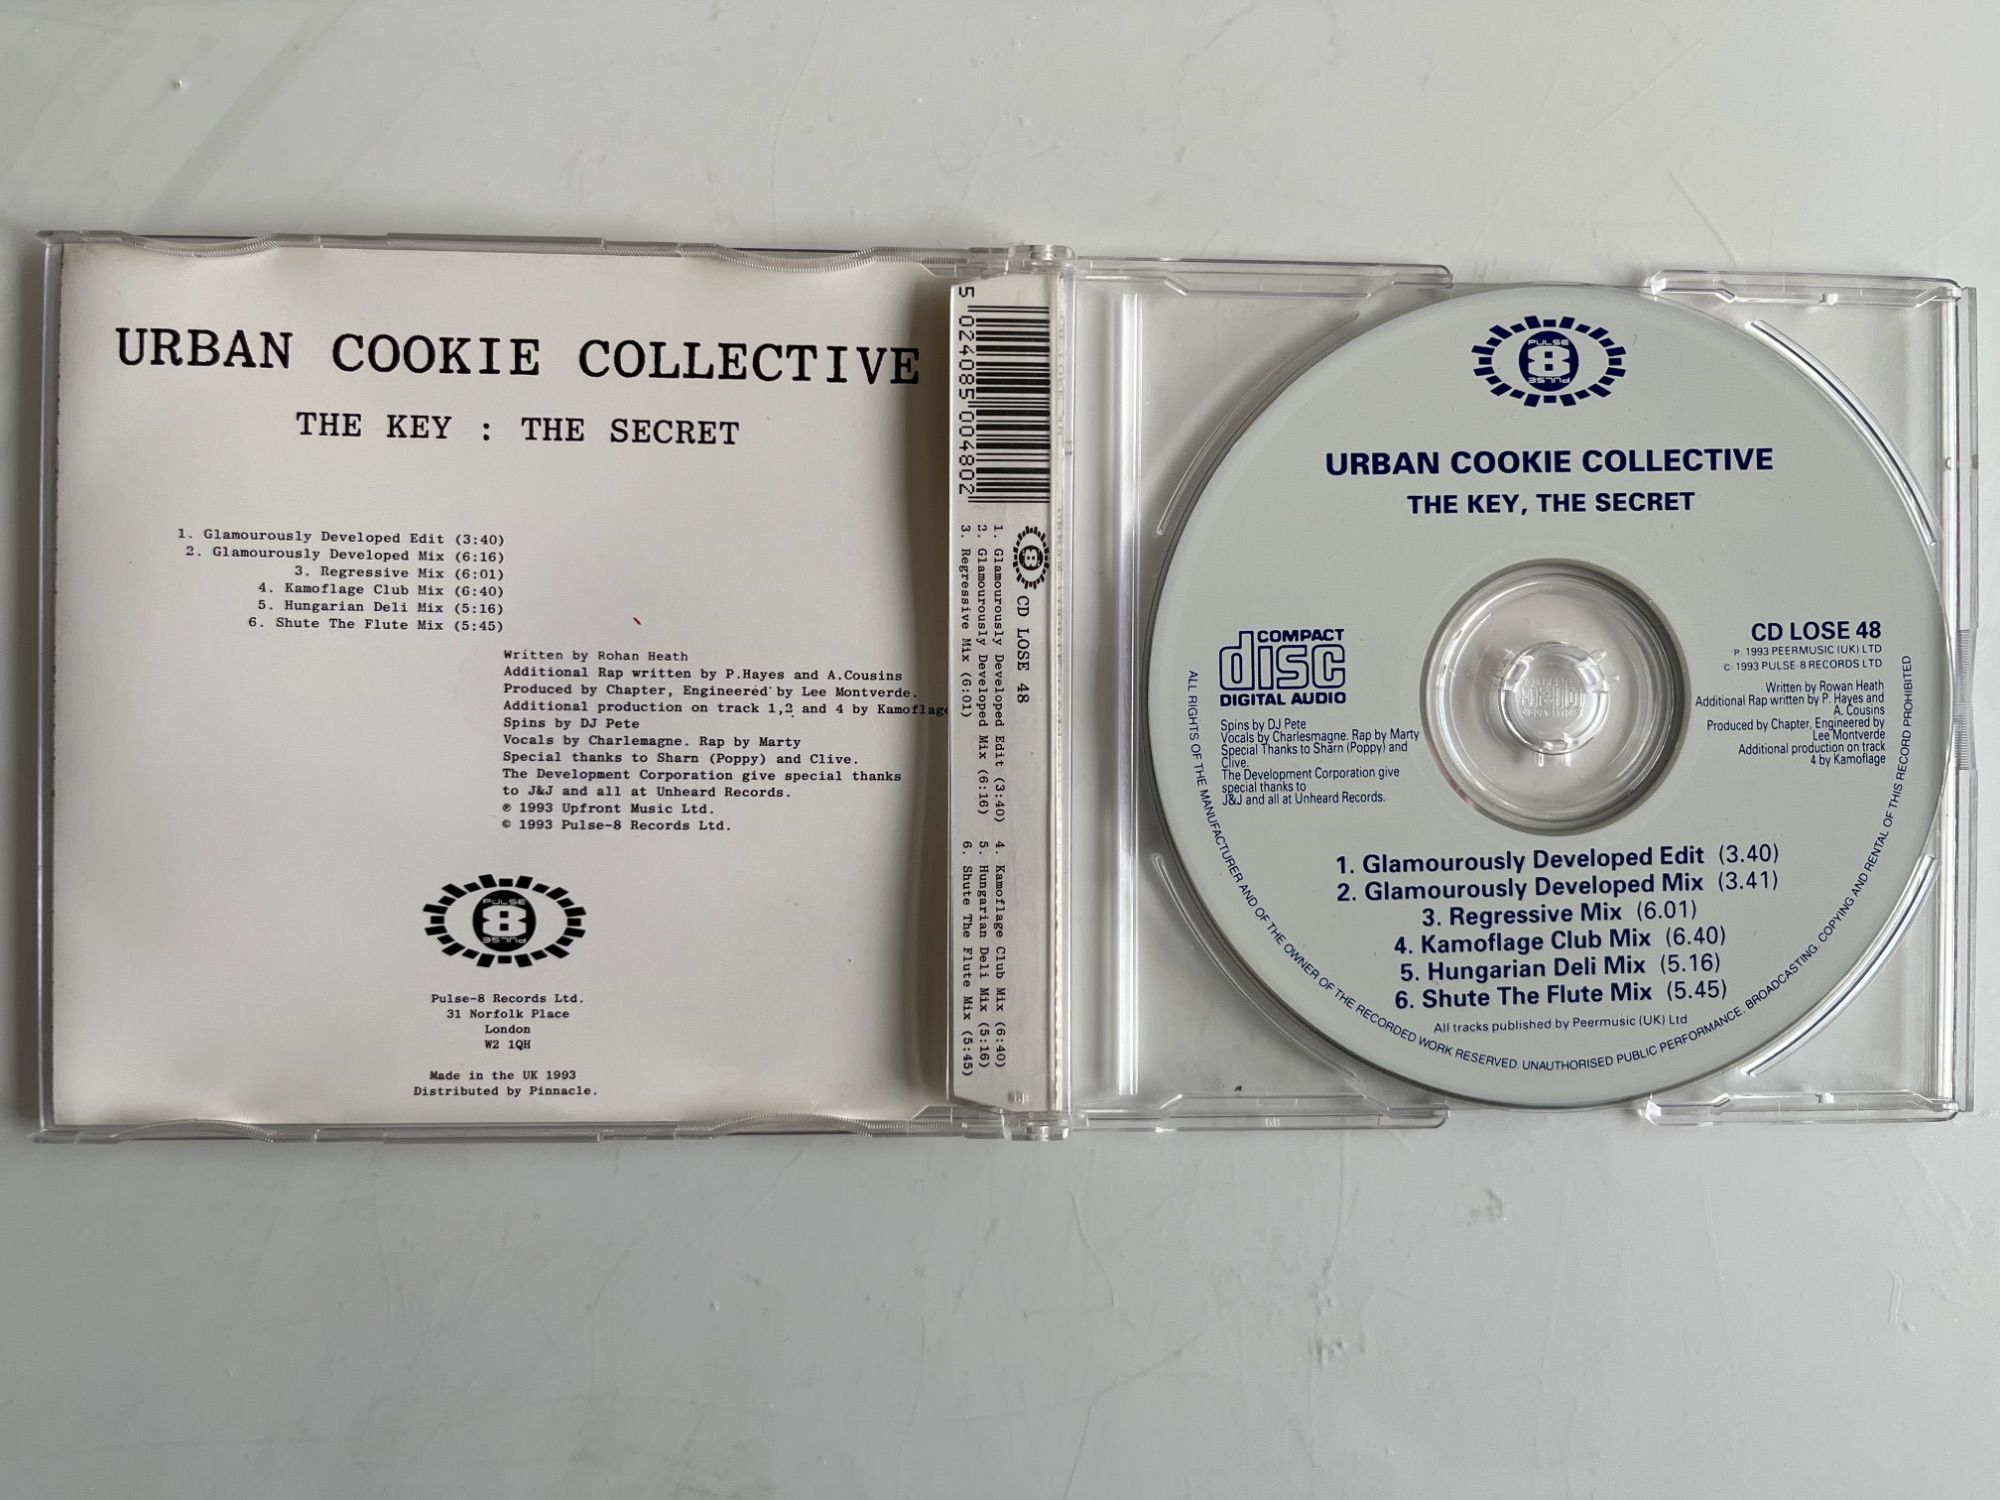 URBAN COOKIE COLLECTIVE
THE KEY : THE SECRET
1. Glamourously Developed Edit (3:40)
2. Glamourously Developed Mix (6:16)
3. Regressive Mix (6:01)
4. Kamoflage Club Mix (6:40)
5. Hungarian Deli Mix (5:16)
6. Shute The Flute Mix (5:45)
Written by Rohan Heath
Additional Rap written by P.Hayes and A.Cousins
Produced by Chapter, Engineered by Lee Montverde.
Additional production on track 1,2 and 4 by Kamoflage
Spins by DJ Pete
Vocals by Charlemagne. Rap by Marty
Special thanks to Sharn (Poppy) and Clive.
The Development Corporation give special thanks
to J&J and all at Unheard Records.
℗ 1993 Upfront Music Ltd.
© 1993 Pulse-8 Records Ltd.
PULSE
8
PULSE
Pulse-8 Records Ltd.
31 Norfolk Place
London
W2 1QH
Made in the UK 1993
Distributed by Pinnacle.
5 024085 004802
8
CD LOSE 48
1. Glamourously Developed Edit (3:40)
2. Glamourously Developed Mix (6:16)
3. Regressive Mix (6:01)
4. Kamoflage Club Mix (6:40)
5. Hungarian Deli Mix (5:16)
6. Shute The Flute Mix (5:45)
PULSE
8
PULSE
URBAN COOKIE COLLECTIVE
THE KEY, THE SECRET
COMPACT
disc
DIGITAL AUDIO
Spins by DJ Pete
Vocals by Charlesmagne. Rap by Marty
Special Thanks to Sharn (Poppy) and
Clive.
The Development Corporation give
special thanks to
J&J and all at Unheard Records.
CD LOSE 48
P. 1993 PEERMUSIC (UK) LTD
C. 1993 PULSE-8 RECORDS LTD
Written by Rowan Heath
Additional Rap written by P. Hayes and
A. Cousins
Produced by Chapter, Engineered by
Lee Montverde
Additional production on track
4 by Kamoflage
1. Glamourously Developed Edit (3.40)
2. Glamourously Developed Mix (3.41)
3. Regressive Mix (6.01)
4. Kamoflage Club Mix (6.40)
5. Hungarian Deli Mix (5.16)
6. Shute The Flute Mix (5.45)
All tracks published by Peermusic (UK) Ltd
ALL RIGHTS OF THE MANUFACTURER AND OF THE OWNER OF THE RECORDED WORK RESERVED. UNAUTHORISED PUBLIC PERFORMANCE, BROADCASTING, COPYING AND RENTAL OF THIS RECORD PROHIBITED